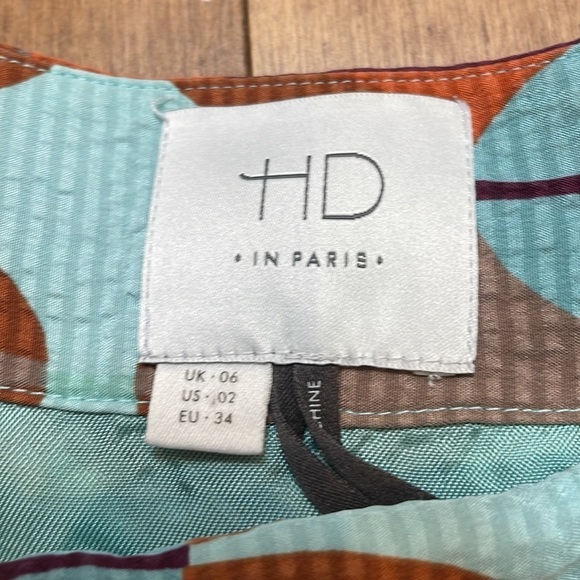 HD
• IN PARIS •
UK • 06
US • 02
EU • 34